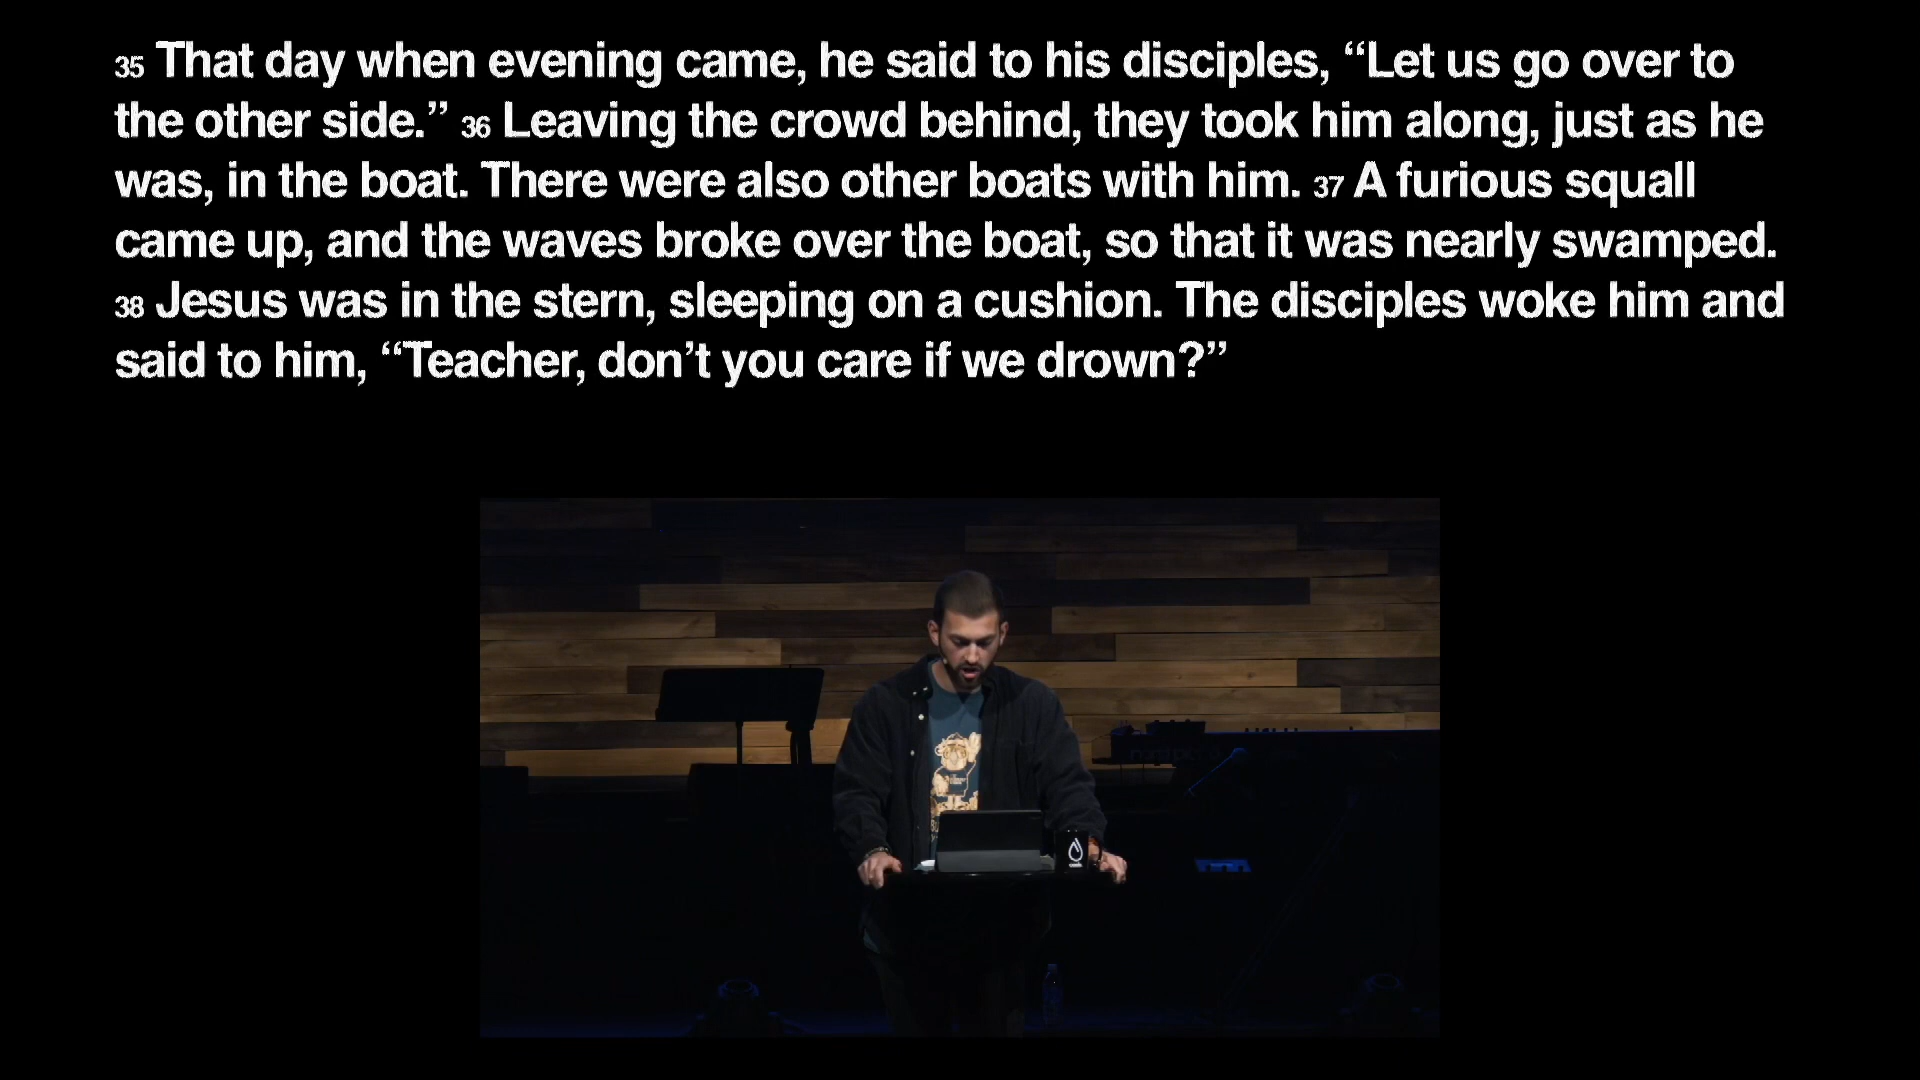 35 That day when evening came, he said to his disciples, “Let us go over to
the other side.” 36 Leaving the crowd behind, they took him along, just as he
was, in the boat. There were also other boats with him. 37 A furious squall
came up, and the waves broke over the boat, so that it was nearly swamped.
38 Jesus was in the stern, sleeping on a cushion. The disciples woke him and
said to him, “Teacher, don’t you care if we drown?”